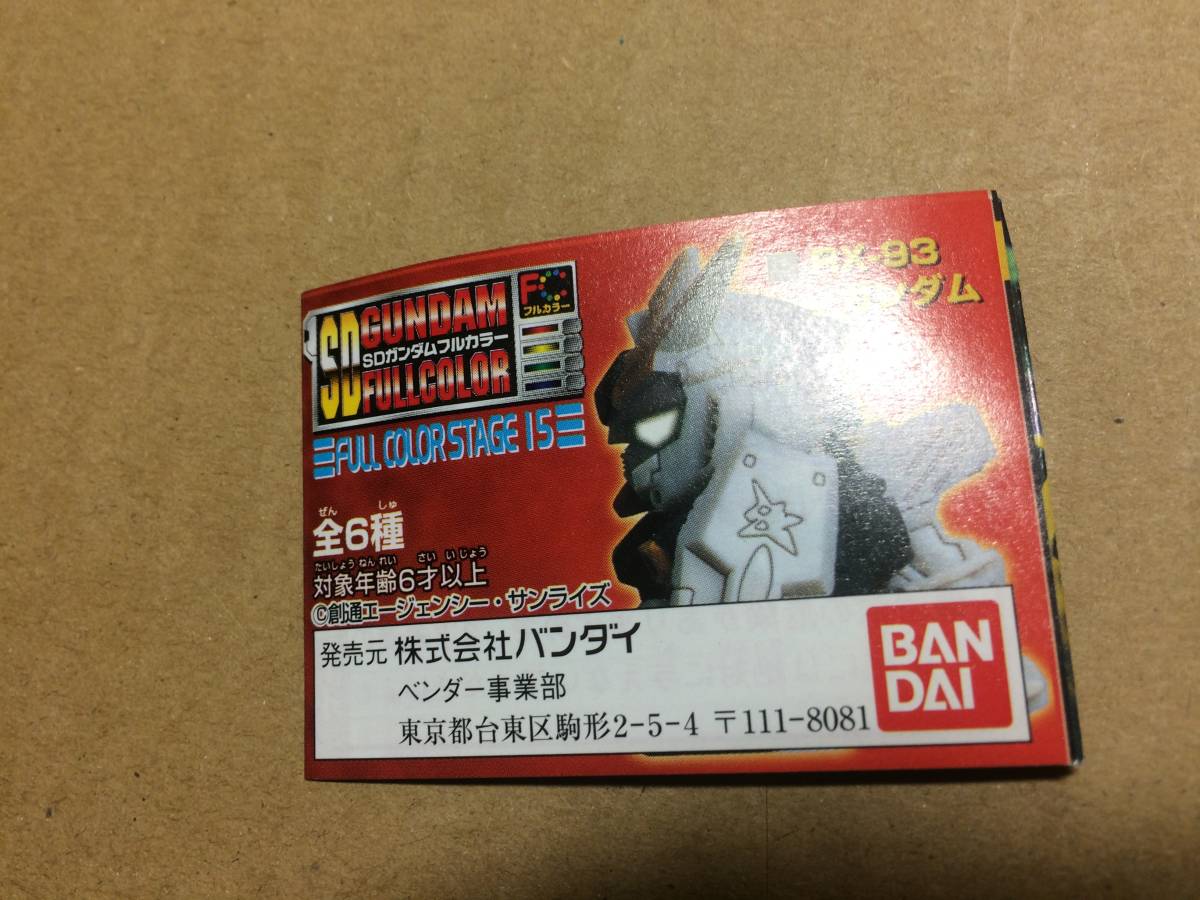 GUNDAM
SDガンダムフルカラー
SD
FULLCOLOR
FC
フルカラー
FULL COLOR STAGE 15
RX-93
ンダム
ぜん しゅ
全6種
たいしょう ねんれい さい いじょう
対象年齢6才以上
©創通エージェンシー・サンライズ
発売元 株式会社バンダイ
ベンダー事業部
東京都台東区駒形2-5-4 〒111-8081
BAN
DAI